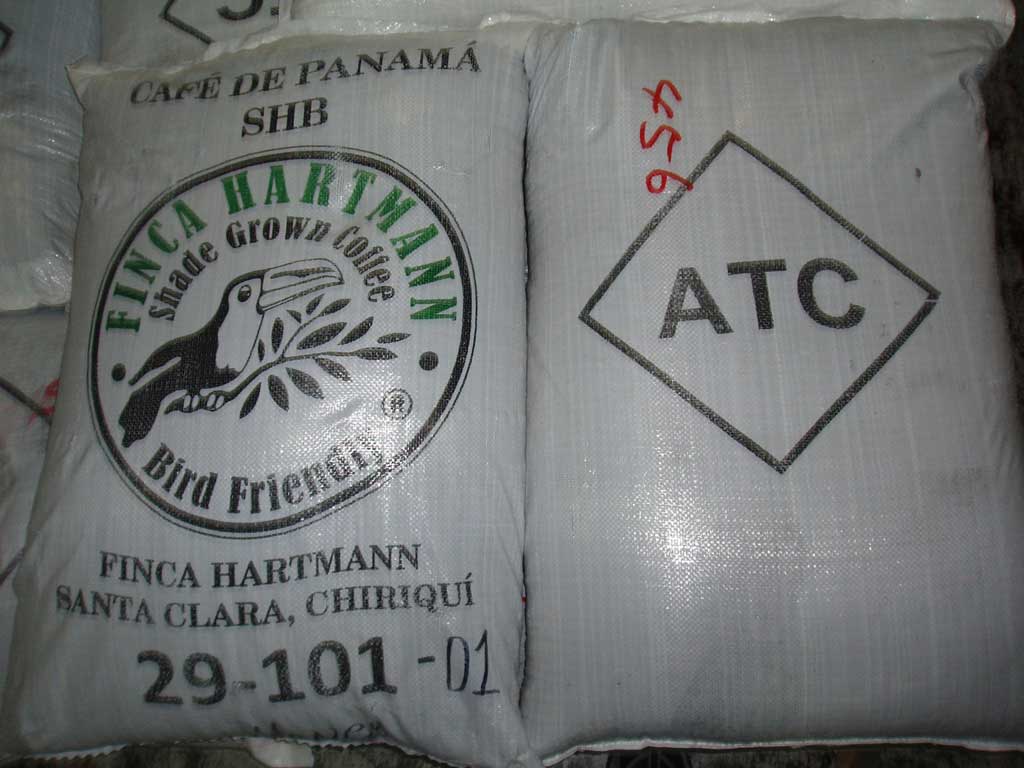 CAFÉ DE PANAMÁ
SHB
FINCA HARTMANN
Shade Grown Coffee
®
Bird Friendly
FINCA HARTMANN
SANTA CLARA, CHIRIQUÍ
29-101-01
ATC